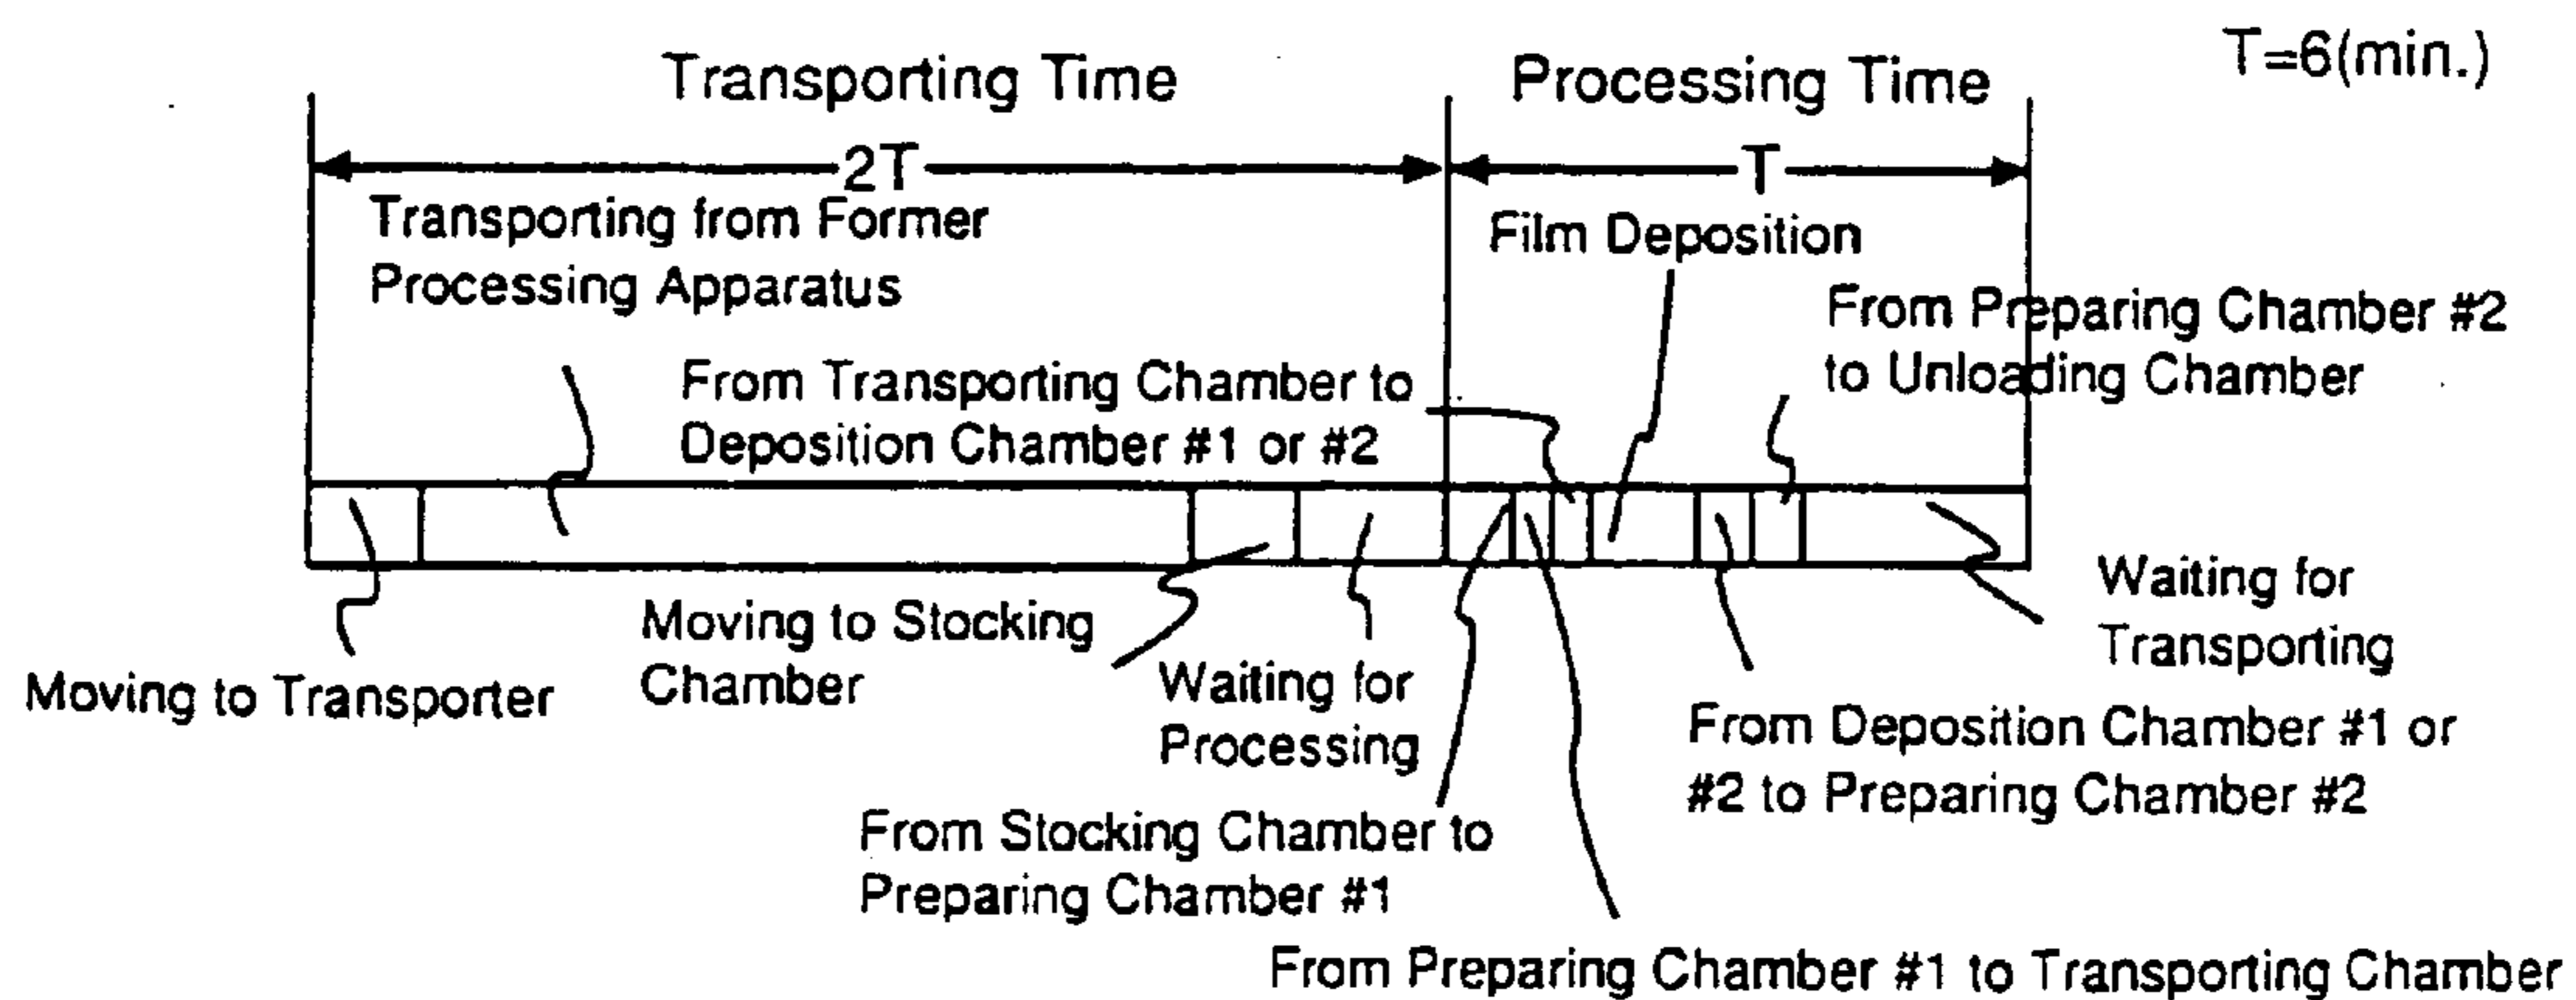 T=6(min.)
Transporting Time
Processing Time
2T
T
Transporting from Former
Processing Apparatus
Film Deposition
From Preparing Chamber #2
to Unloading Chamber
From Transporting Chamber to
Deposition Chamber #1 or #2
Moving to Transporter
Moving to Stocking
Chamber
Waiting for
Processing
Waiting for
Transporting
From Deposition Chamber #1 or
#2 to Preparing Chamber #2
From Stocking Chamber to
Preparing Chamber #1
From Preparing Chamber #1 to Transporting Chamber